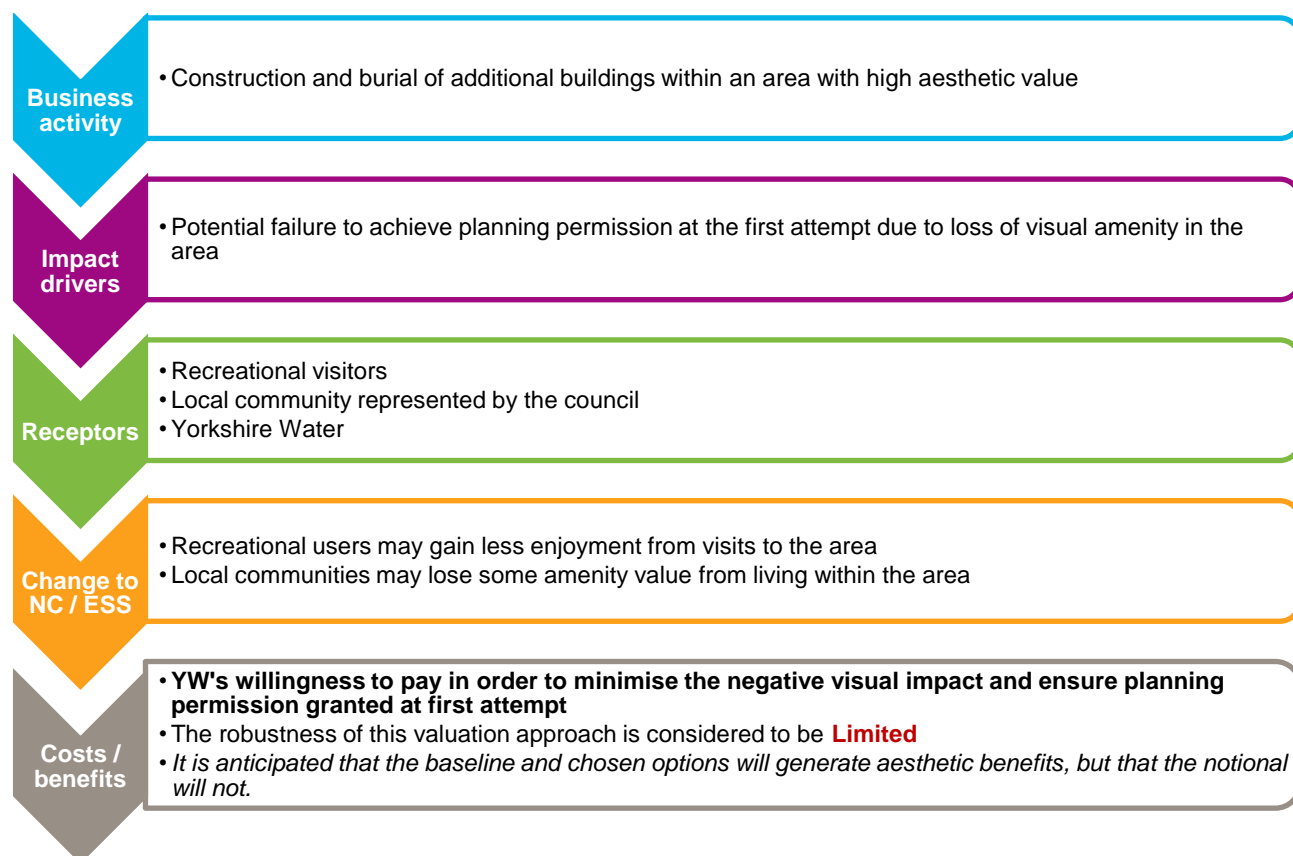 Business
activity
• Construction and burial of additional buildings within an area with high aesthetic value
Impact
drivers
• Potential failure to achieve planning permission at the first attempt due to loss of visual amenity in the
area
Receptors
• Recreational visitors
• Local community represented by the council
• Yorkshire Water
Change to
NC / ESS
• Recreational users may gain less enjoyment from visits to the area
• Local communities may lose some amenity value from living within the area
Costs /
benefits
• YW's willingness to pay in order to minimise the negative visual impact and ensure planning
permission granted at first attempt
• The robustness of this valuation approach is considered to be Limited
• It is anticipated that the baseline and chosen options will generate aesthetic benefits, but that the notional
will not.